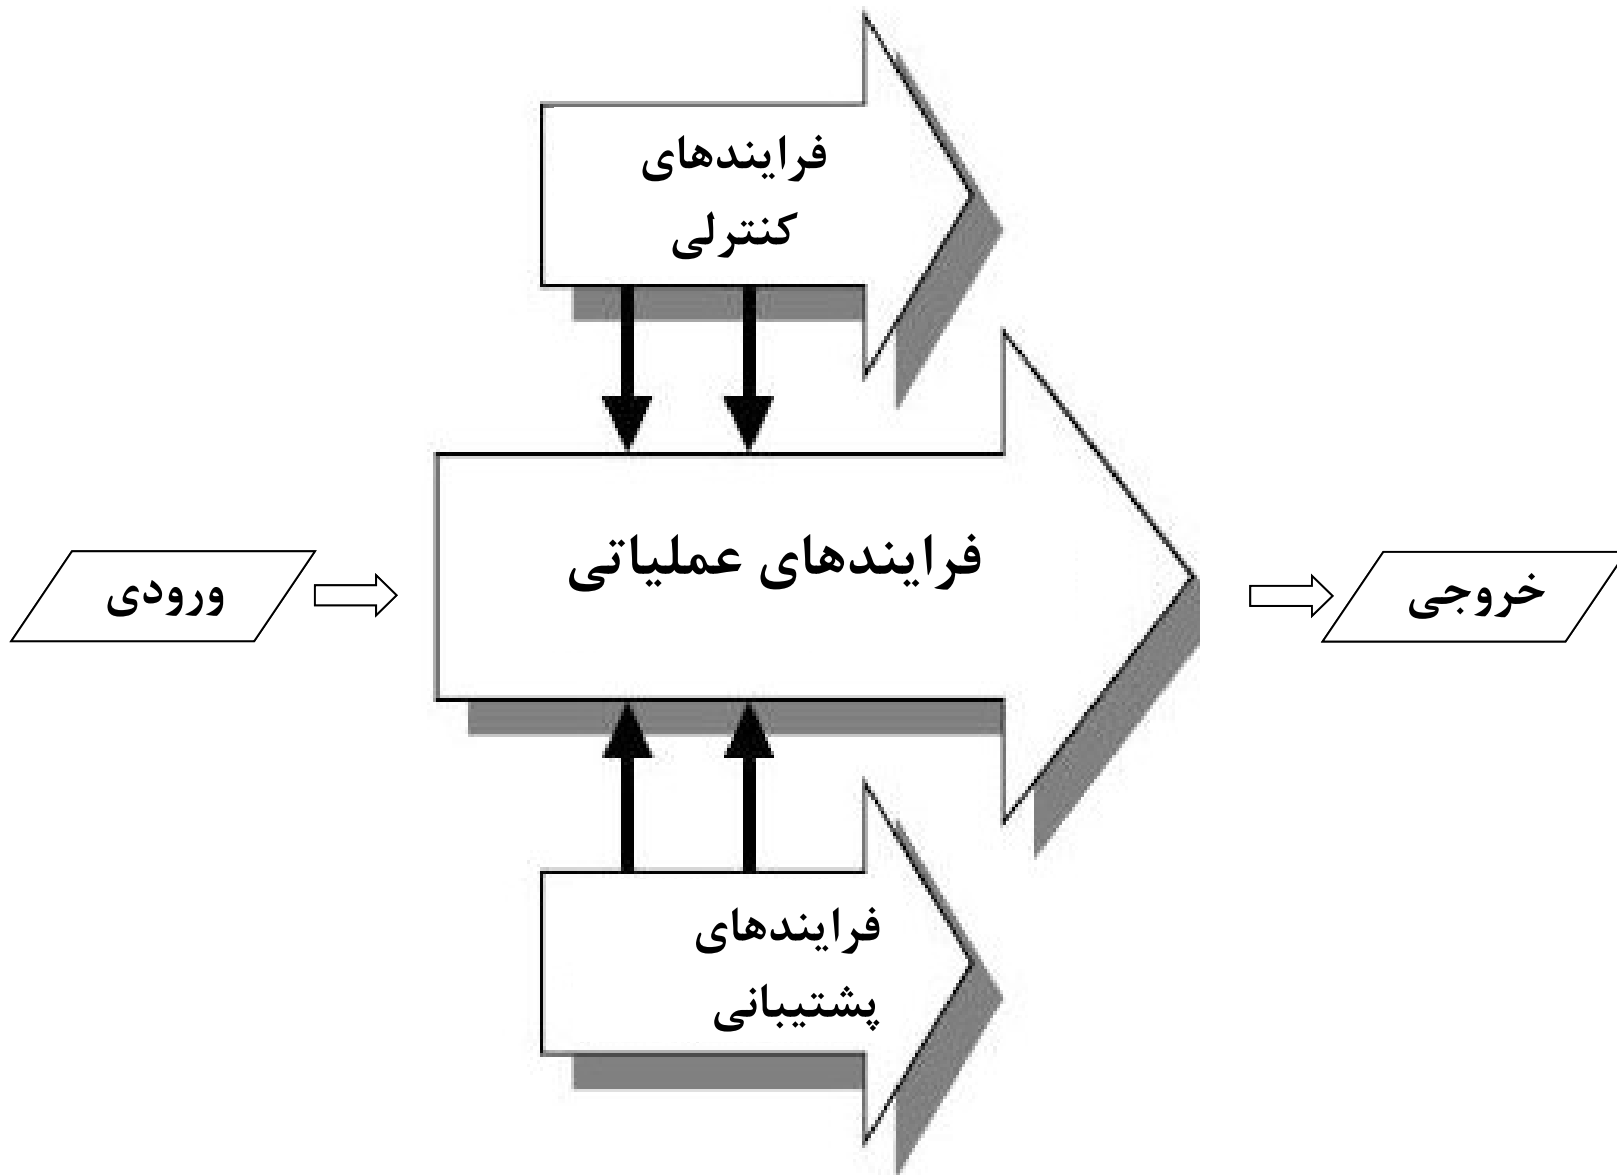 فرایندهای
کنترلی
ورودی
فرایندهای عملیاتی
خروجی
فرایندهای
پشتیبانی